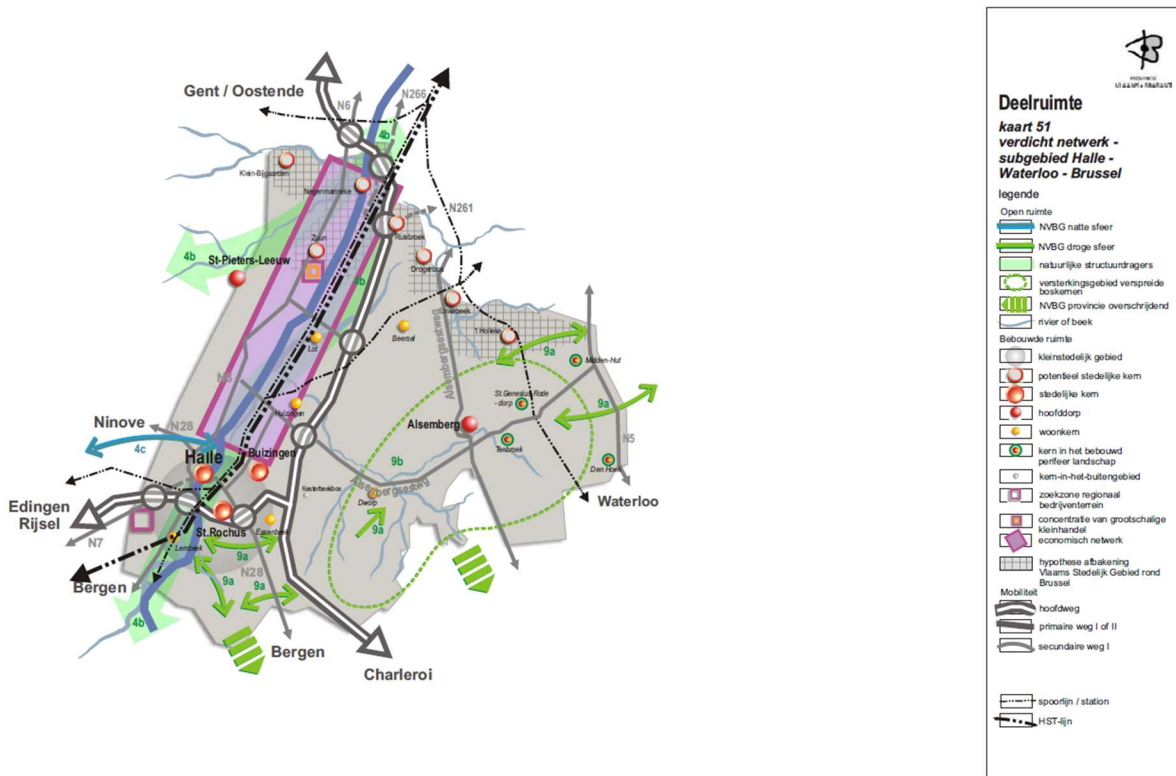 Gent / Oostende
N6
N266
4b
Klein-Bijgaarden
Negenmanneke
N261
Ruisbroek
Zuun
4b
St-Pieters-Leeuw
Drogenbos
4b
Linkebeek
Alsembergsestweg
't Holleke
Lot
Beersel
9a
Midden-Hut
N6
St.Genesius-Rode
- dorp
9a
Huizingen
Ninove
N28
Alsemberg
N5
4c
Halle
Buizingen
Tenbroek
9b
Den Hoek
Kesterbeekbos
Alsembergsestwg
Dworp
Waterloo
Edingen
Rijsel
St.Rochus
Essenbeek
9a
N7
Lembeek
9a
Bergen
9a
9a
N28
4b
Bergen
Charleroi
PROVINCIE
VLAAMS-BRABANT
Deelruimte
kaart 51
verdicht netwerk -
subgebied Halle -
Waterloo - Brussel
legende
Open ruimte
NVBG natte sfeer
NVBG droge sfeer
natuurlijke structuurdragers
versterkingsgebied verspreide
boskernen
NVBG provincie overschrijdend
rivier of beek
Bebouwde ruimte
kleinstedelijk gebied
potentieel stedelijke kern
stedelijke kern
hoofddorp
woonkern
kern in het bebouwd
perifeer landschap
kern-in-het-buitengebied
zoekzone regionaal
bedrijventerrein
concentratie van grootschalige
kleinhandel
economisch netwerk
hypothese afbakening
Vlaams Stedelijk Gebied rond
Brussel
Mobiliteit
hoofdweg
primaire weg I of II
secundaire weg I
spoorlijn / station
HST-lijn